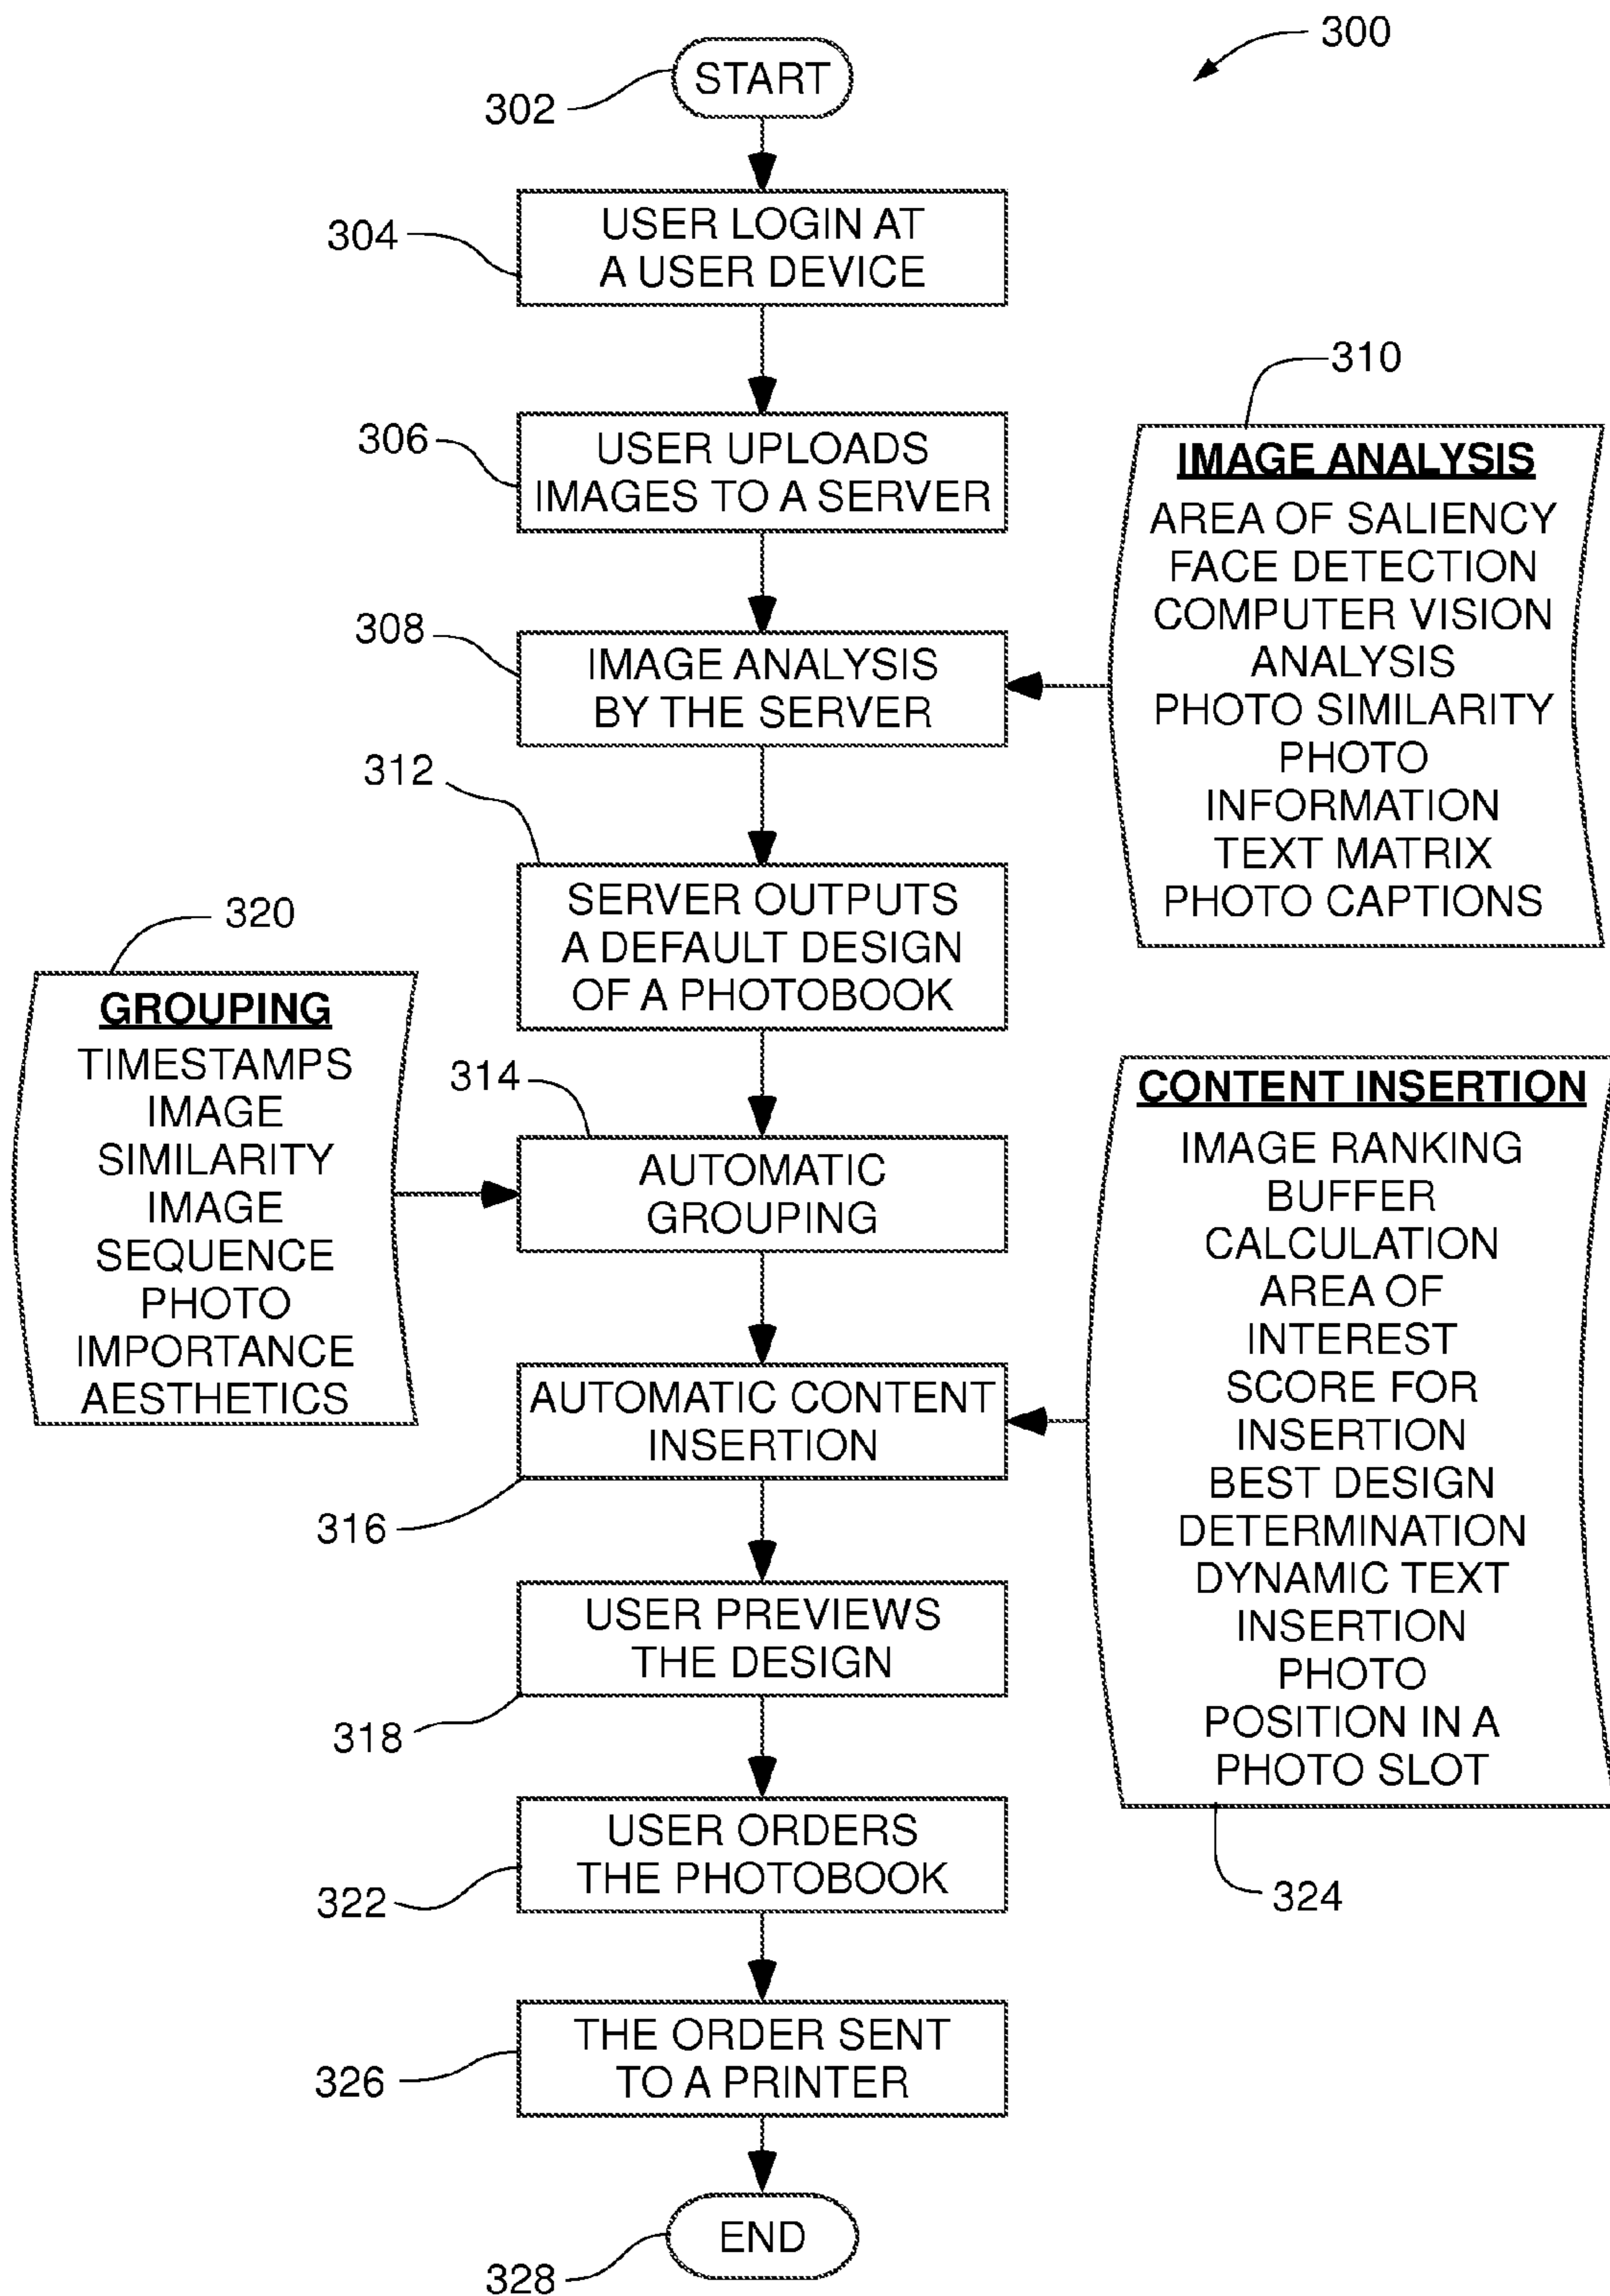 300
START
302
USER LOGIN AT
A USER DEVICE
304
USER UPLOADS
IMAGES TO A SERVER
306
IMAGE ANALYSIS
BY THE SERVER
308
310
IMAGE ANALYSIS
AREA OF SALIENCY
FACE DETECTION
COMPUTER VISION
ANALYSIS
PHOTO SIMILARITY
PHOTO
INFORMATION
TEXT MATRIX
PHOTO CAPTIONS
312
SERVER OUTPUTS
A DEFAULT DESIGN
OF A PHOTOBOOK
320
GROUPING
TIMESTAMPS
IMAGE
SIMILARITY
IMAGE
SEQUENCE
PHOTO
IMPORTANCE
AESTHETICS
314
AUTOMATIC
GROUPING
CONTENT INSERTION
IMAGE RANKING
BUFFER
CALCULATION
AREA OF
INTEREST
SCORE FOR
INSERTION
BEST DESIGN
DETERMINATION
DYNAMIC TEXT
INSERTION
PHOTO
POSITION IN A
PHOTO SLOT
324
AUTOMATIC CONTENT
INSERTION
316
USER PREVIEWS
THE DESIGN
318
USER ORDERS
THE PHOTOBOOK
322
THE ORDER SENT
TO A PRINTER
326
END
328